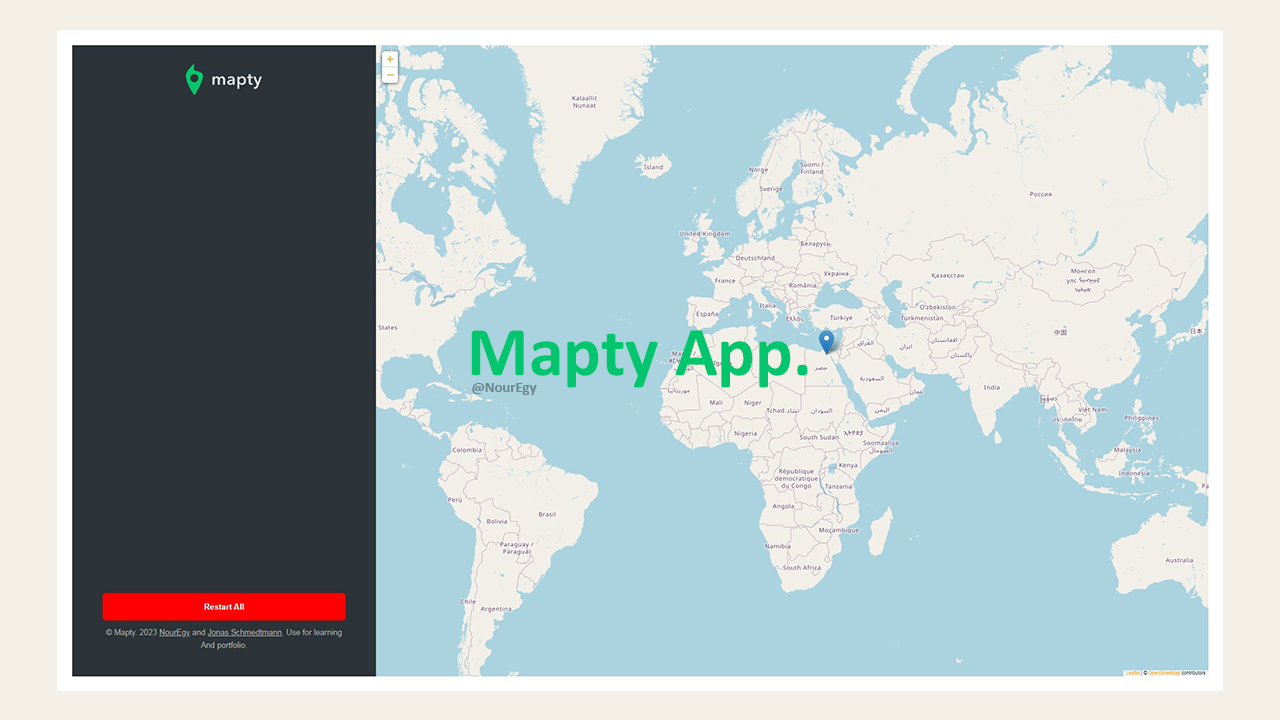 mapty
+
−
Kalaallit
Nunaat
Ísland
Norge
Suomi /
Finland
Sverige
Россия
United Kingdom
Беларусь
Deutschland
Україна
Қазақстан
Монгол
улс
France
România
Italia
España
Ελλάς
Türkiye
O'zbekiston
Türkmenistan
中国
日本
States
Mapty App.
@NourEgy
العراق
ایران
افغانستان
پاکستان
مصر
السعودية
عمان
India
موريتانيا
Mali
Niger
Tchad تشاد
السودان
اليمن
Việt Nam
Philippines
Nigeria
South Sudan
Soomaaliya
الصومال
Colombia
Kenya
Malaysia
République
démocratique
du Congo
Indonesia
Tanzania
Perú
Brasil
Angola
Bolivia
Moçambique
Paraguay /
Paraguái
Namibia
South Africa
Australia
Chile
Argentina
Restart All
© Mapty. 2023 NourEgy and Jonas Schmedtmann. Use for learning
And portfolio.
Leaflet | © OpenStreetMap contributors